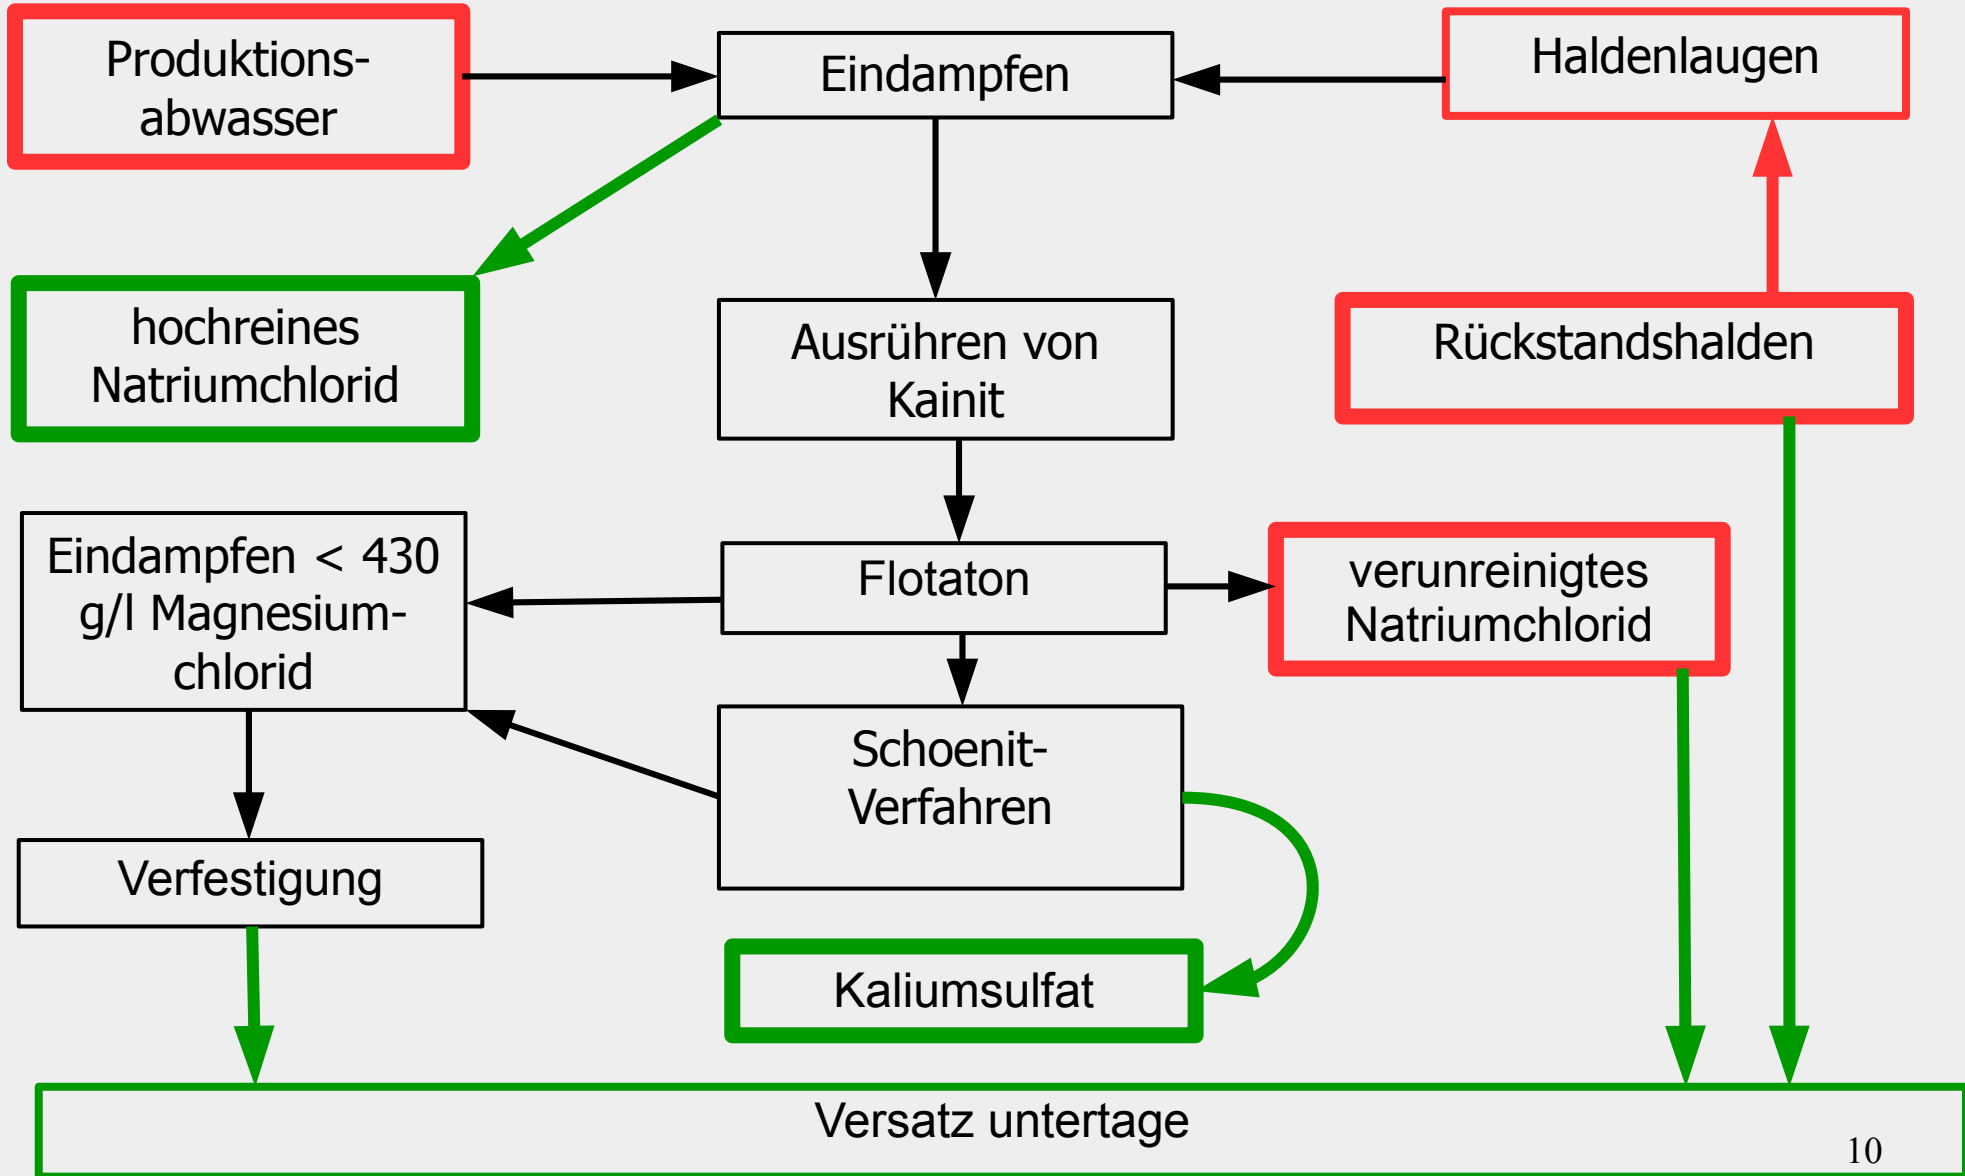 Produktions-
abwasser
Eindampfen
Haldenlaugen
hochreines
Natriumchlorid
Ausrühren von
Kainit
Rückstandshalden
Eindampfen < 430
g/l Magnesium-
chlorid
Flotaton
verunreinigtes
Natriumchlorid
Schoenit-
Verfahren
Verfestigung
Kaliumsulfat
Versatz untertage
10